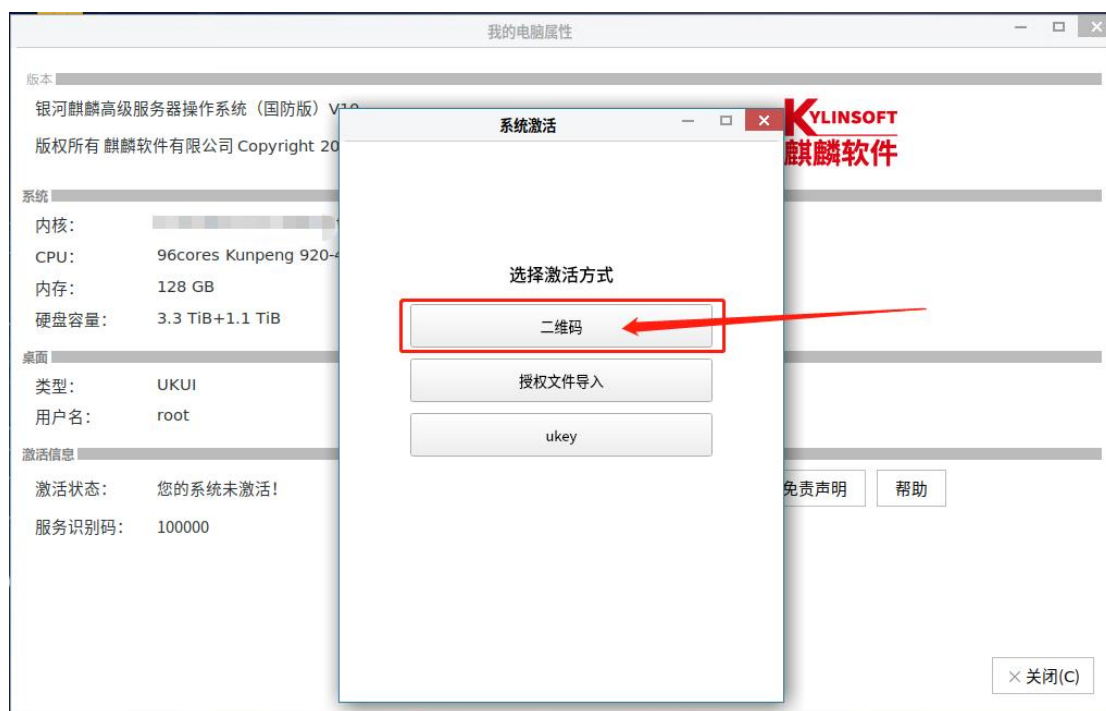 我的电脑属性
版本
银河麒麟高级服务器操作系统（国防版）V10
版权所有 麒麟软件有限公司 Copyright 20
KYLINSOFT
麒麟软件
系统
内核：
CPU： 96cores Kunpeng 920-4
内存： 128 GB
硬盘容量： 3.3 TiB+1.1 TiB
桌面
类型： UKUI
用户名： root
激活信息
激活状态： 您的系统未激活！
服务识别码： 100000
免责声明
帮助
关闭(C)
系统激活
选择激活方式
二维码
授权文件导入
ukey